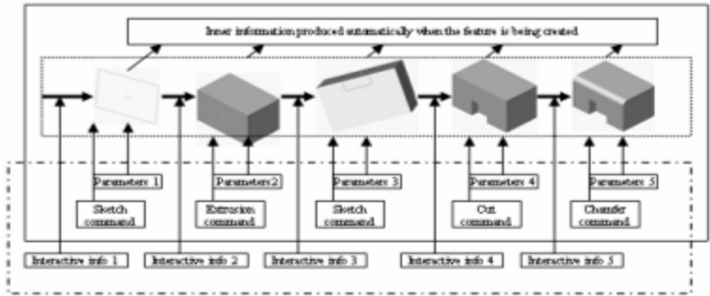 Inner information produced automatically when the feature is being created
Parameters 1
Parameters2
Parameters 3
Parameters 4
Parameters 5
Sketch
command
Extrusion
command
Sketch
command
Cut
command
Chamfer
command
Interactive info 1
Interactive info 2
Interactive info 3
Interactive info 4
Interactive info 5